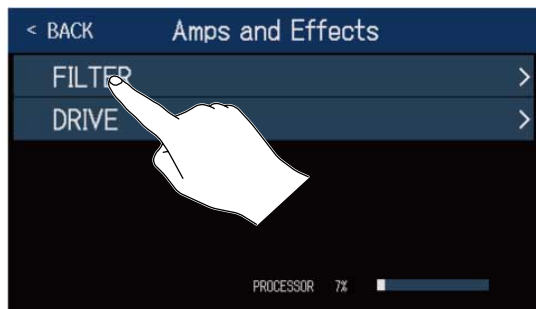 < BACK Amps and Effects
FILTER >
DRIVE >
PROCESSOR 7%